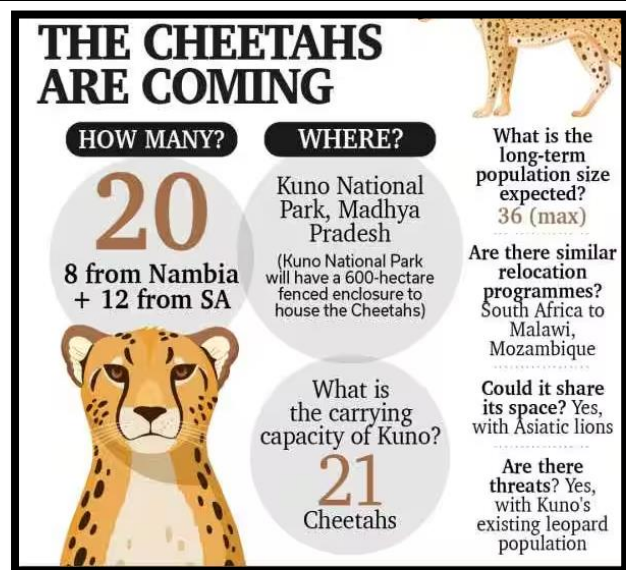 THE CHEETAHS
ARE COMING
HOW MANY?
20
8 from Nambia
+ 12 from SA
WHERE?
Kuno National
Park, Madhya
Pradesh
(Kuno National Park
will have a 600-hectare
fenced enclosure to
house the Cheetahs)
What is
the carrying
capacity of Kuno?
21
Cheetahs
What is the
long-term
population size
expected?
36 (max)
Are there similar
relocation
programmes?
South Africa to
Malawi,
Mozambique
Could it share
its space? Yes,
with Asiatic lions
Are there
threats? Yes,
with Kuno's
existing leopard
population